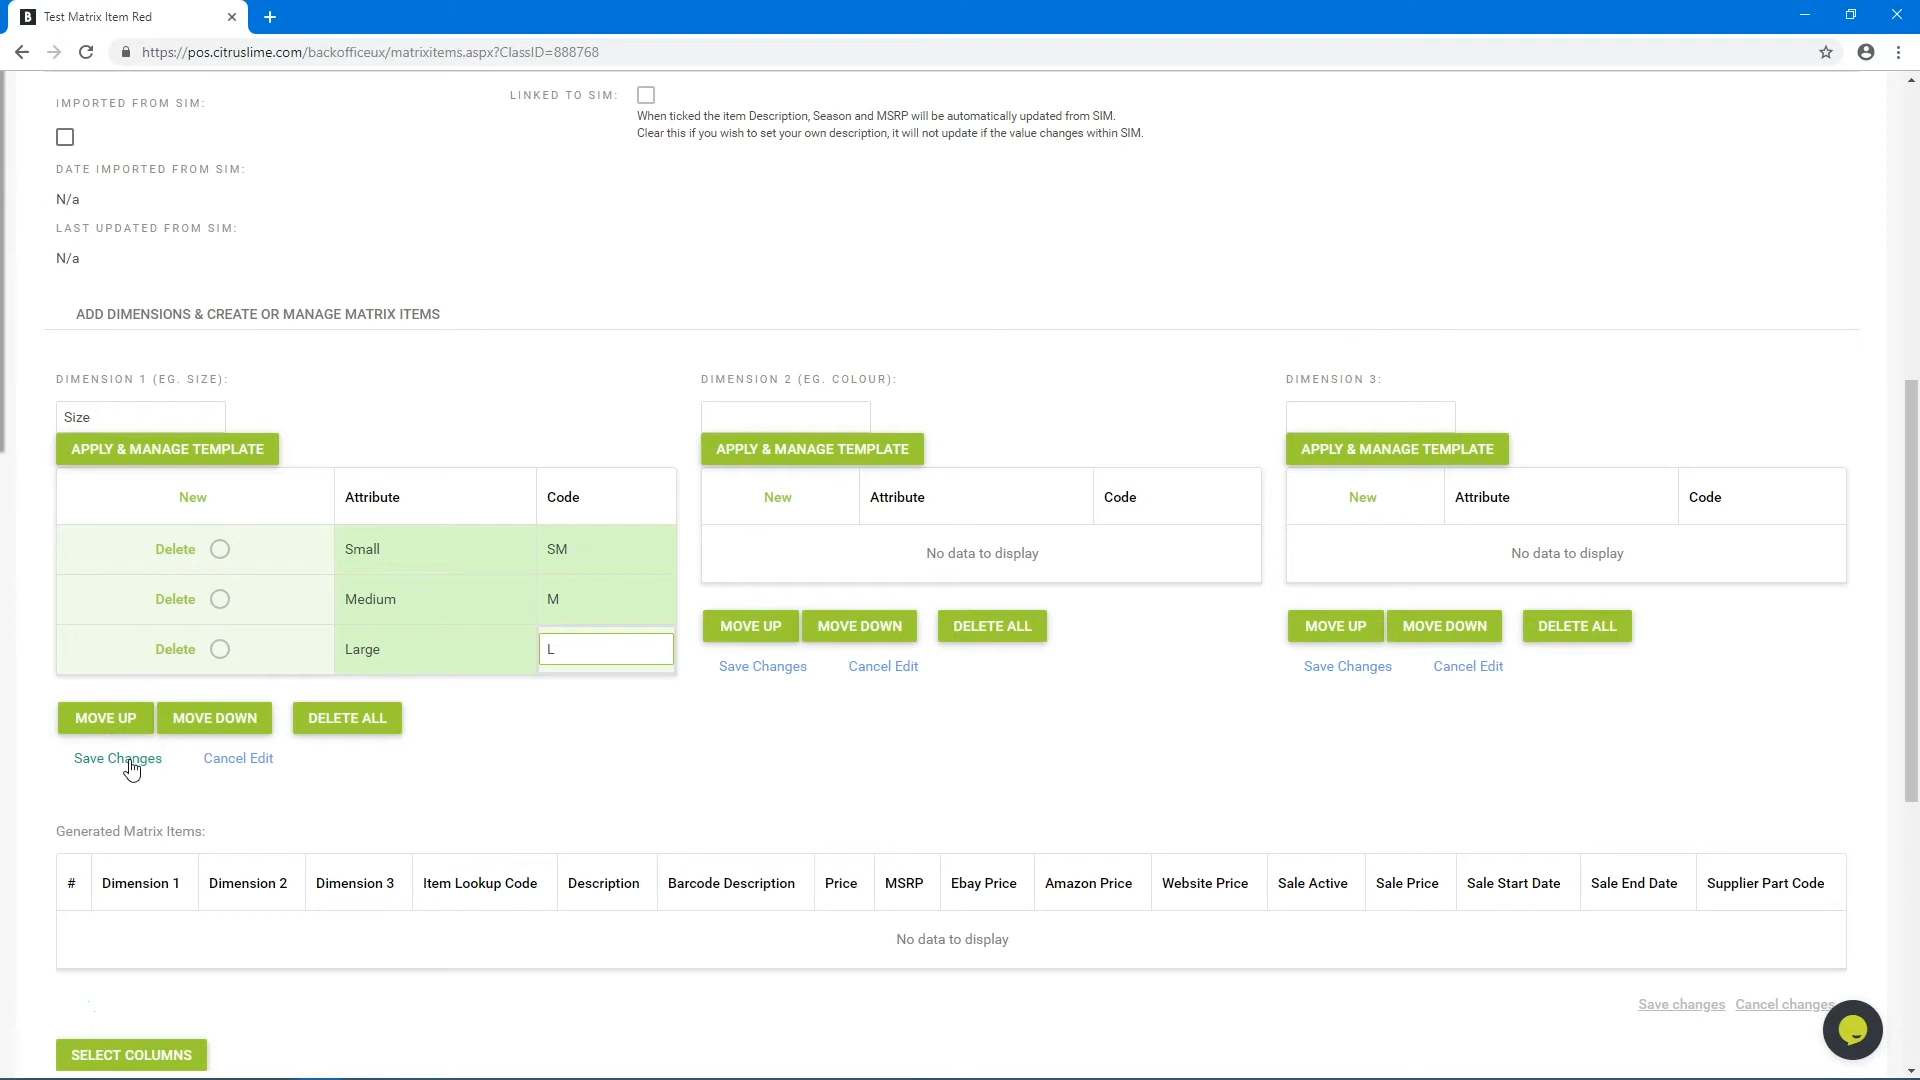 Test Matrix Item Red
https://pos.citruslime.com/backofficeux/matrixitems.aspx?ClassID=888768
IMPORTED FROM SIM:
LINKED TO SIM:
When ticked the item Description, Season and MSRP will be automatically updated from SIM.
Clear this if you wish to set your own description, it will not update if the value changes within SIM.
DATE IMPORTED FROM SIM:
N/a
LAST UPDATED FROM SIM:
N/a
ADD DIMENSIONS & CREATE OR MANAGE MATRIX ITEMS
DIMENSION 1 (EG. SIZE):
Size
APPLY & MANAGE TEMPLATE
New Attribute Code
Delete Small SM
Delete Medium M
Delete Large L
MOVE UP MOVE DOWN DELETE ALL
Save Changes Cancel Edit
DIMENSION 2 (EG. COLOUR):
APPLY & MANAGE TEMPLATE
New Attribute Code
No data to display
MOVE UP MOVE DOWN DELETE ALL
Save Changes Cancel Edit
DIMENSION 3:
APPLY & MANAGE TEMPLATE
New Attribute Code
No data to display
MOVE UP MOVE DOWN DELETE ALL
Save Changes Cancel Edit
Generated Matrix Items:
# Dimension 1 Dimension 2 Dimension 3 Item Lookup Code Description Barcode Description Price MSRP Ebay Price Amazon Price Website Price Sale Active Sale Price Sale Start Date Sale End Date Supplier Part Code
No data to display
Save changes Cancel changes
SELECT COLUMNS